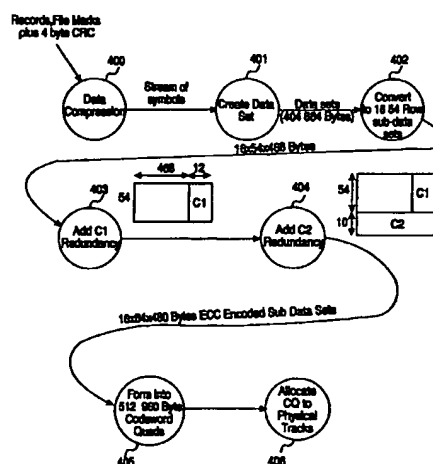 Records,File Marks
plus 4 byte CRC
400
Data
Compression
Stream of
symbols
401
Create Data
Set
Data sets
(404 664 Bytes)
402
Convert
to 16 54 Row
sub-data
sets
16x54x468 Bytes
403
Add C1
Redundancy
468
12
54
C1
404
Add C2
Redundancy
54
10
C1
C2
16x64x480 Bytes ECC Encoded Sub Data Sets
Form into
512 960 Byte
Codeword
Quads
405
Allocate
CQ to
Physical
Tracks
406